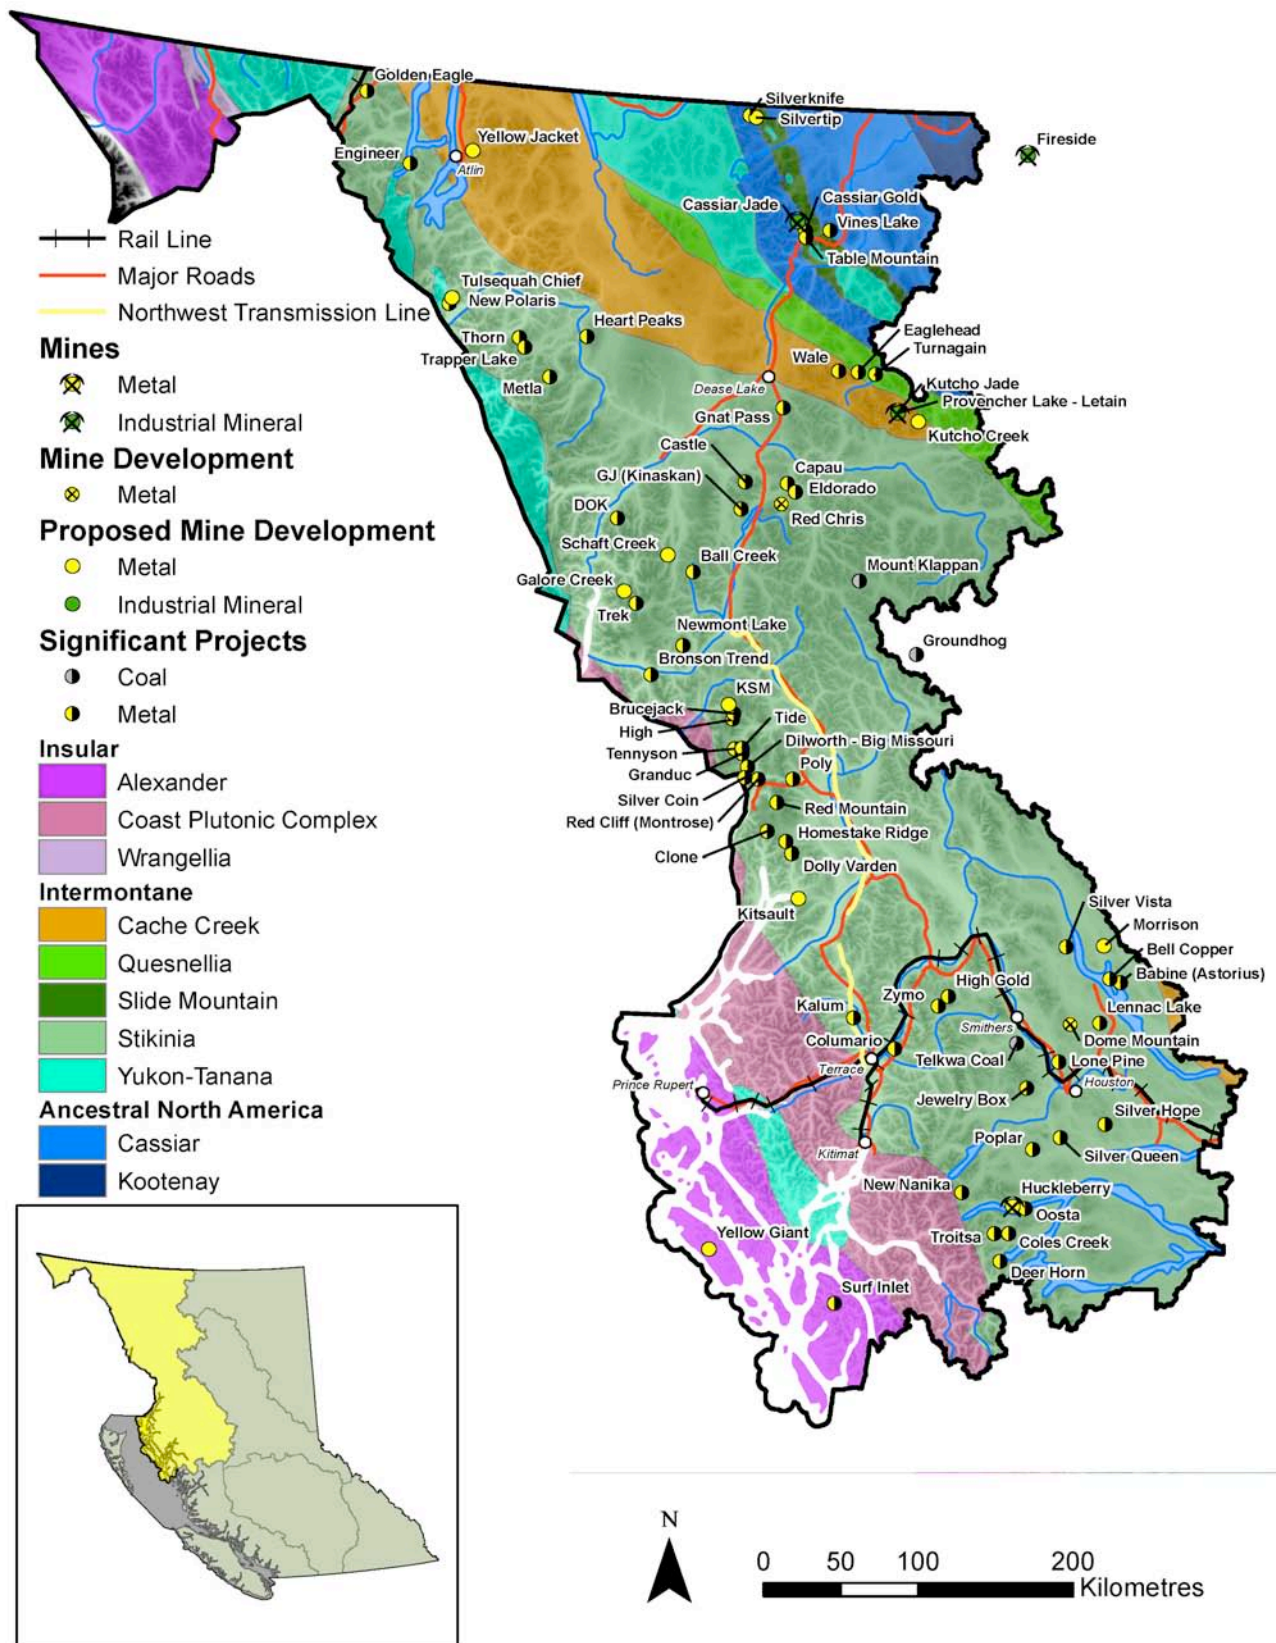 Golden Eagle
Silverknife
Silvertip
Fireside
Yellow Jacket
Engineer
Atlin
Cassiar Jade
Cassiar Gold
Vines Lake
Table Mountain
Rail Line
Major Roads
Northwest Transmission Line
Mines
Metal
Industrial Mineral
Mine Development
Metal
Proposed Mine Development
Metal
Industrial Mineral
Significant Projects
Coal
Metal
Insular
Alexander
Coast Plutonic Complex
Wrangellia
Intermontane
Cache Creek
Quesnellia
Slide Mountain
Stikinia
Yukon-Tanana
Ancestral North America
Cassiar
Kootenay
Tulsequah Chief
New Polaris
Heart Peaks
Thorn
Trapper Lake
Metla
Eaglehead
Turnagain
Wale
Dease Lake
Kutcho Jade
Provencher Lake - Letain
Kutcho Creek
Gnat Pass
Castle
GJ (Kinaskan)
Capau
Eldorado
DOK
Red Chris
Schaft Creek
Ball Creek
Mount Klappan
Galore Creek
Trek
Newmont Lake
Groundhog
Bronson Trend
KSM
Brucejack
High
Tide
Tennyson
Dilworth - Big Missouri
Granduc
Poly
Silver Coin
Red Mountain
Red Cliff (Montrose)
Homestake Ridge
Clone
Dolly Varden
Kitsault
Silver Vista
Morrison
Bell Copper
Babine (Astorius)
High Gold
Zymo
Kalum
Lennac Lake
Smithers
Columario
Dome Mountain
Telkwa Coal
Lone Pine
Terrace
Prince Rupert
Houston
Jewelry Box
Silver Hope
Poplar
Kitimat
Silver Queen
New Nanika
Huckleberry
Oosta
Yellow Giant
Troitsa
Coles Creek
Deer Horn
Surf Inlet
N
0 50 100 200
Kilometres